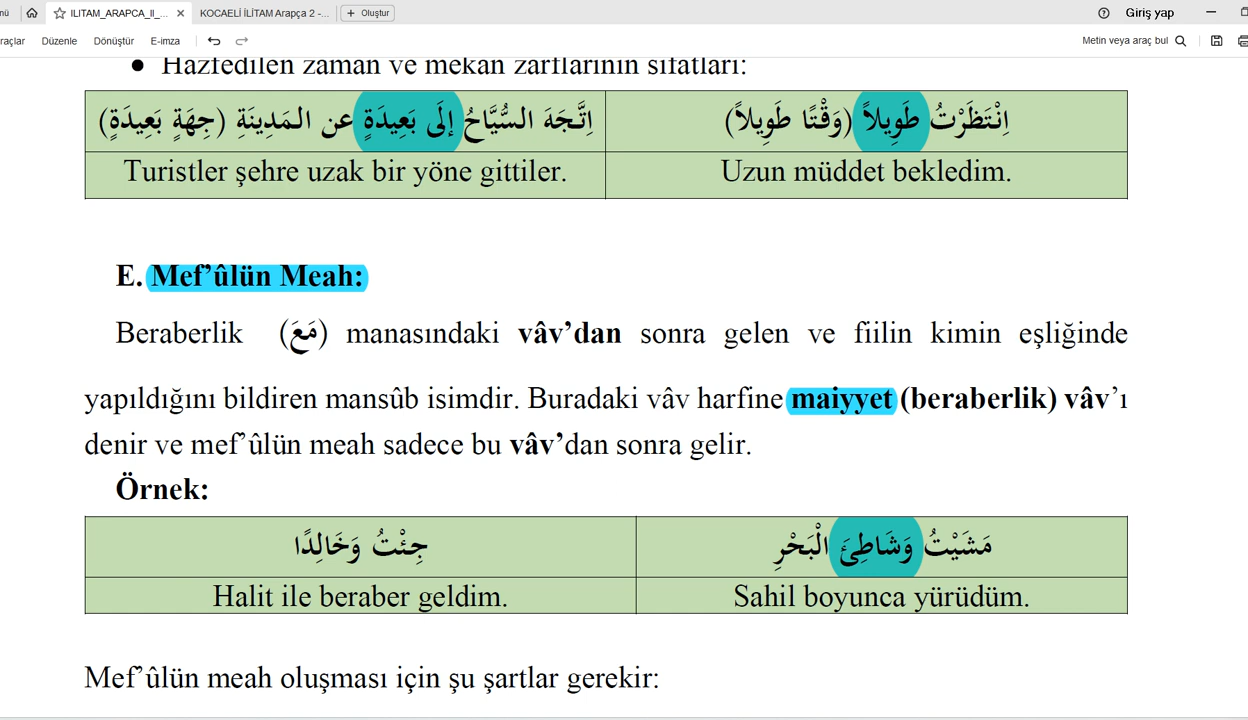 nü ILITAM_ARAPCA_II_... KOCAELİ İLİTAM Arapça 2 -... + Oluştur Giriş yap
raçlar Düzenle Dönüştür E-imza Metin veya araç bul
• Hazfedilen zaman ve mekân zarflarının sıfatları:
اِنْتَظَرْتُ طَوِيلاً (وَقْتًا طَوِيلاً)
اِتَّجَهَ السُّيَّاحُ إلَى بَعِيدَةٍ عن المَدِينَةِ (جِهَةٍ بَعِيدَةٍ)
Turistler şehre uzak bir yöne gittiler.
Uzun müddet bekledim.
E. Mef’ûlün Meah:
Beraberlik (مَعَ) manasındaki vâv’dan sonra gelen ve fiilin kimin eşliğinde
yapıldığını bildiren mansûb isimdir. Buradaki vâv harfine maiyyet (beraberlik) vâv’ı
denir ve mef’ûlün meah sadece bu vâv’dan sonra gelir.
Örnek:
مَشَيْتُ وَشَاطِئَ الْبَحْرِ
جِئْتُ وَخَالِدًا
Halit ile beraber geldim.
Sahil boyunca yürüdüm.
Mef’ûlün meah oluşması için şu şartlar gerekir: